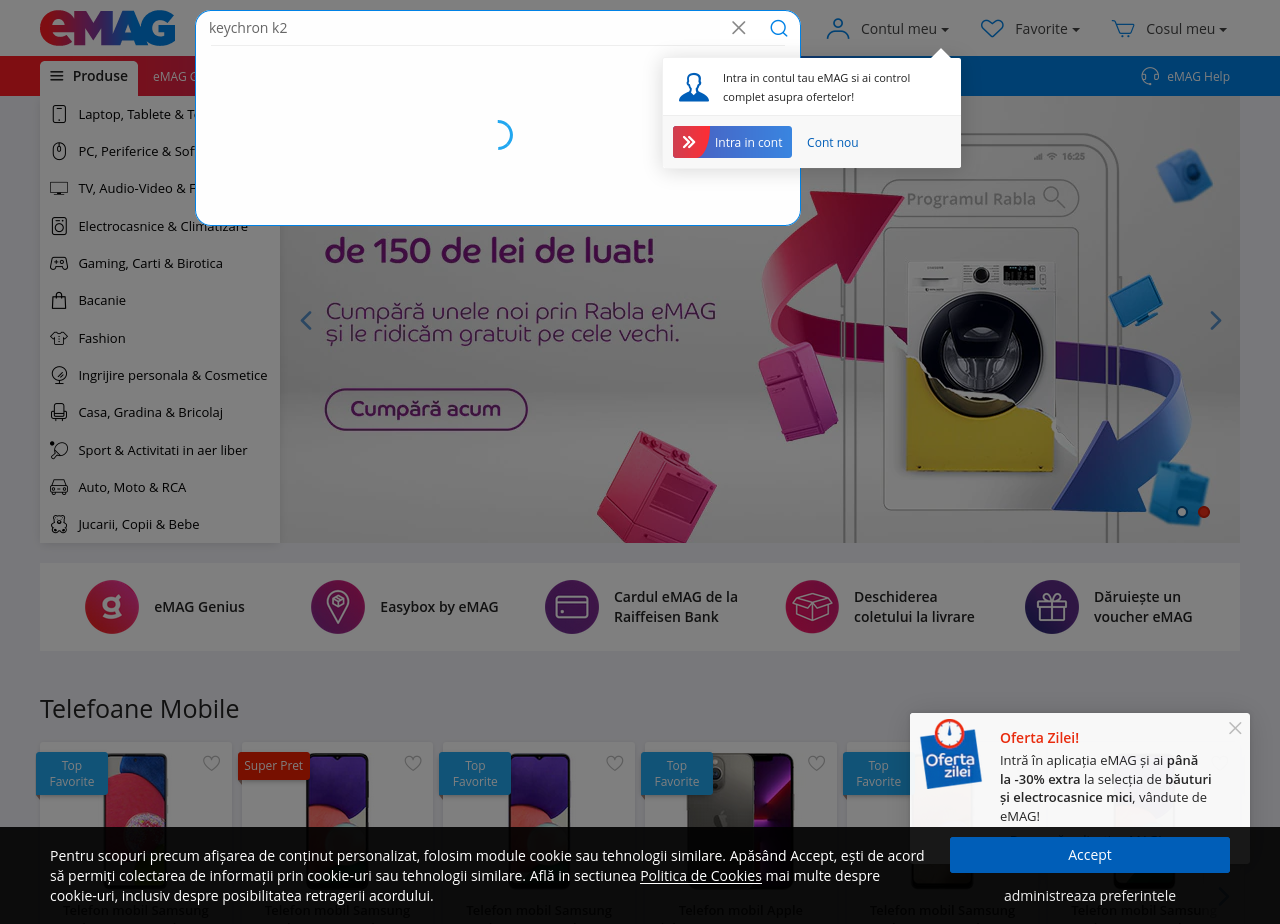 eMAG
keychron k2
Contul meu
Favorite
Cosul meu
Produse
eMAG G
eMAG Help
Intra in contul tau eMAG si ai control
complet asupra ofertelor!
Intra in cont
Cont nou
Laptop, Tablete & T
PC, Periferice & Sof
TV, Audio-Video & F
Electrocasnice & Climatizare
Gaming, Carti & Birotica
Bacanie
Fashion
Ingrijire personala & Cosmetice
Casa, Gradina & Bricolaj
Sport & Activitati in aer liber
Auto, Moto & RCA
Jucarii, Copii & Bebe
16:25
Programul Rabla
de 150 de lei de luat!
Cumpără unele noi prin Rabla eMAG
și le ridicăm gratuit pe cele vechi.
Cumpără acum
eMAG Genius
Easybox by eMAG
Cardul eMAG de la
Raiffeisen Bank
Deschiderea
coletului la livrare
Dăruiește un
voucher eMAG
Telefoane Mobile
Top
Favorite
Super Pret
Top
Favorite
Top
Favorite
Top
Favorite
Oferta
zilei
Oferta Zilei!
Intră în aplicația eMAG și ai până
la -30% extra la selecția de băuturi
și electrocasnice mici, vândute de
eMAG!
Pentru scopuri precum afișarea de conținut personalizat, folosim module cookie sau tehnologii similare. Apăsând Accept, ești de acord
să permiți colectarea de informații prin cookie-uri sau tehnologii similare. Află in sectiunea Politica de Cookies mai multe despre
cookie-uri, inclusiv despre posibilitatea retragerii acordului.
Accept
administreaza preferintele
Telefon mobil Samsung
Telefon mobil Samsung
Telefon mobil Samsung
Telefon mobil Apple
Telefon mobil Samsung
Telefon mobil Samsu